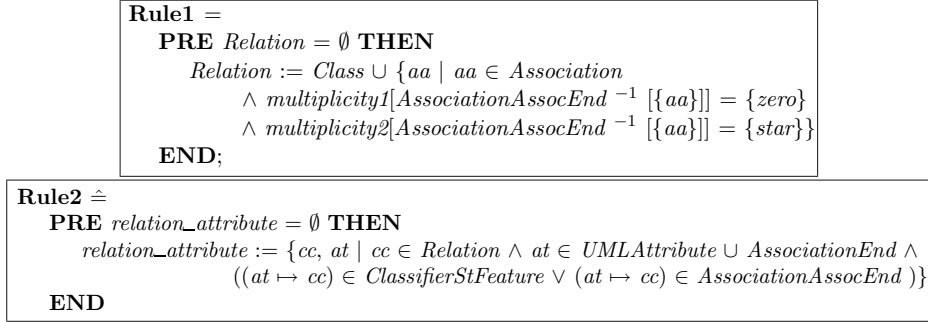 Rule1 =
PRE Relation = ∅ THEN
Relation := Class ∪ {aa | aa ∈ Association
∧ multiplicity1[AssociationAssocEnd ⁻¹ [{aa}]] = {zero}
∧ multiplicity2[AssociationAssocEnd ⁻¹ [{aa}]] = {star}}
END;
Rule2 ≙
PRE relation_attribute = ∅ THEN
relation_attribute := {cc, at | cc ∈ Relation ∧ at ∈ UMLAttribute ∪ AssociationEnd ∧
((at ↦ cc) ∈ ClassifierStFeature ∨ (at ↦ cc) ∈ AssociationAssocEnd )}
END